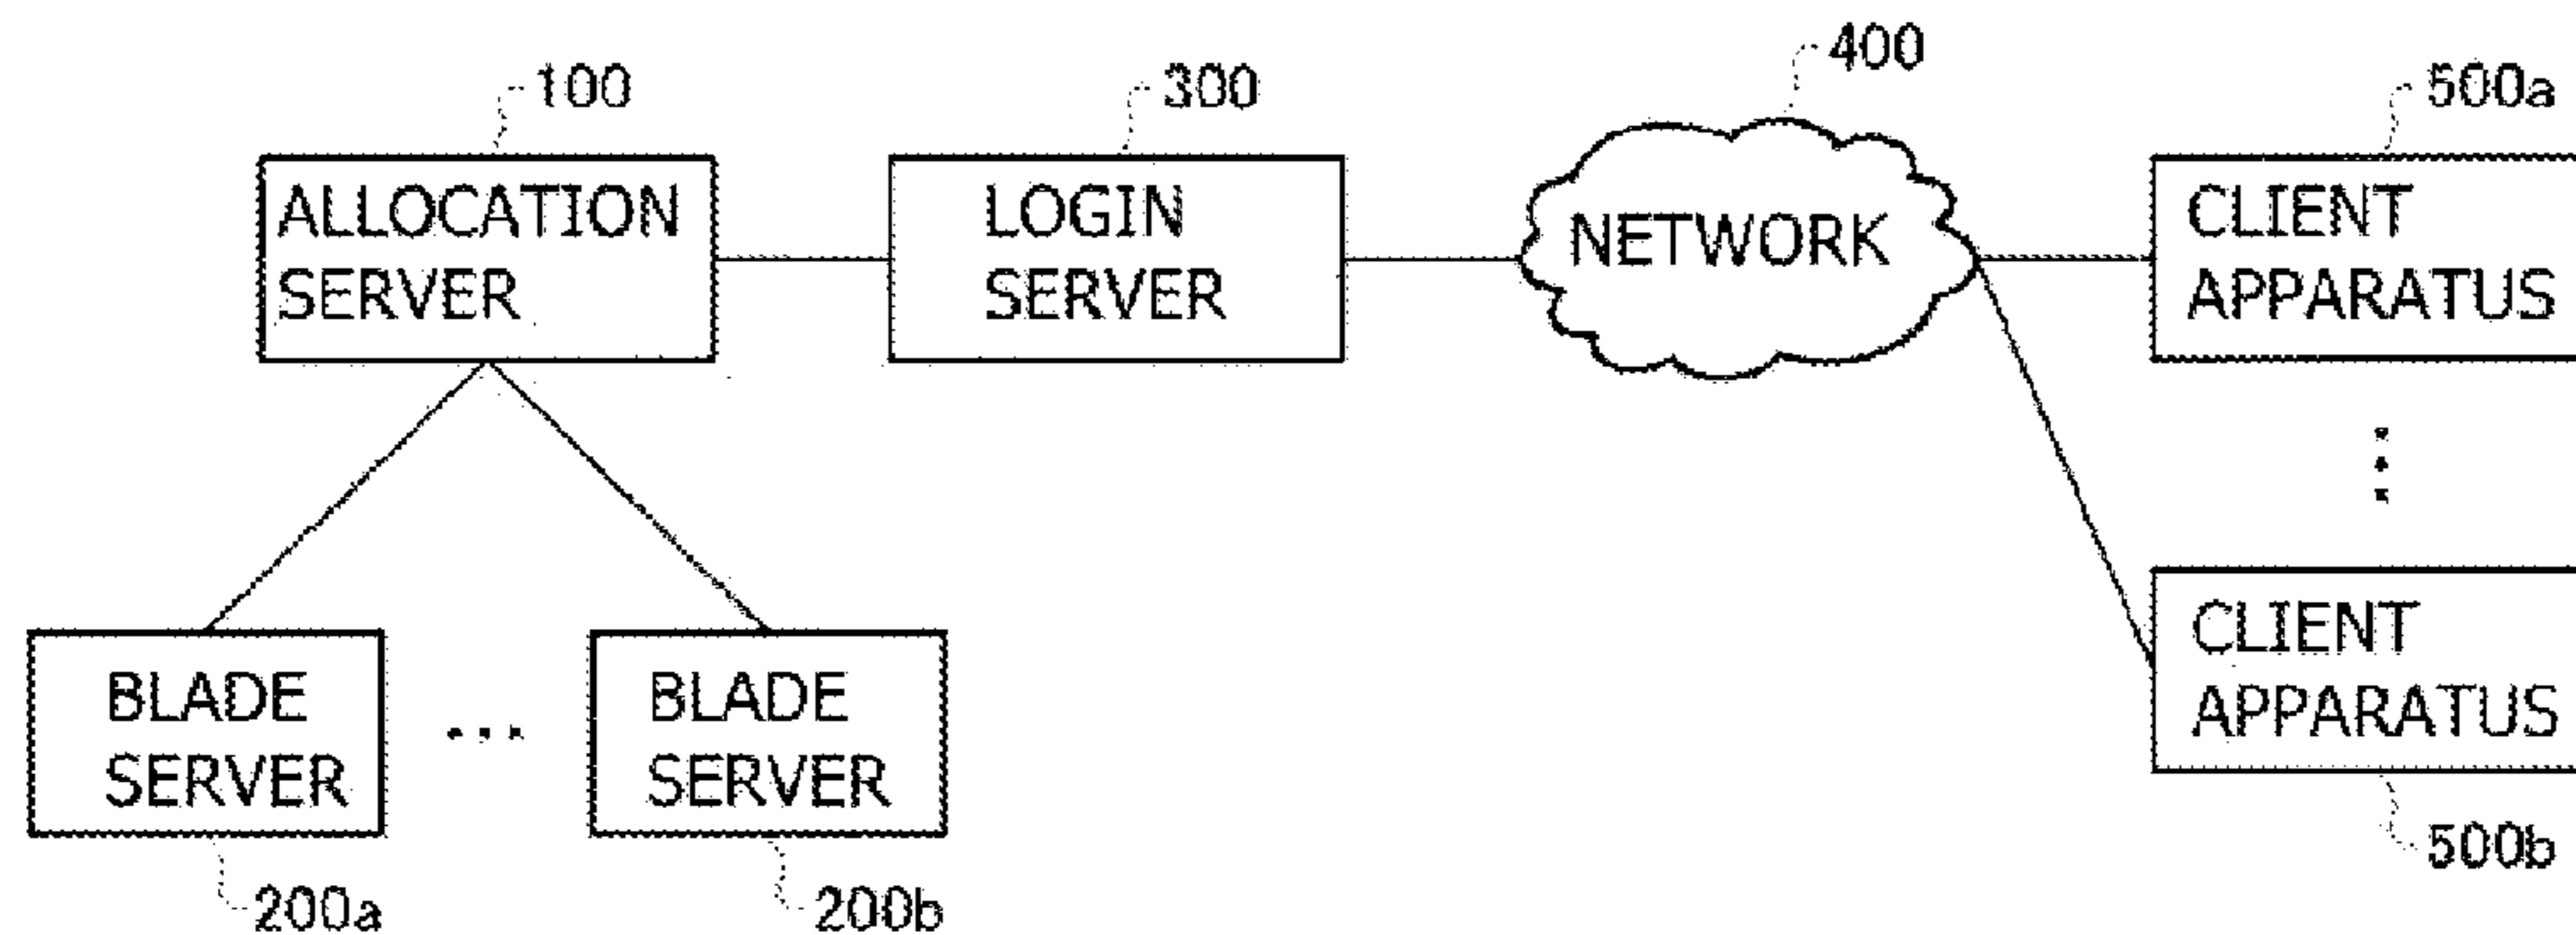 400
100
300
500a
ALLOCATION
SERVER
LOGIN
SERVER
NETWORK
CLIENT
APPARATUS
CLIENT
APPARATUS
BLADE
SERVER
BLADE
SERVER
500b
200a
200b